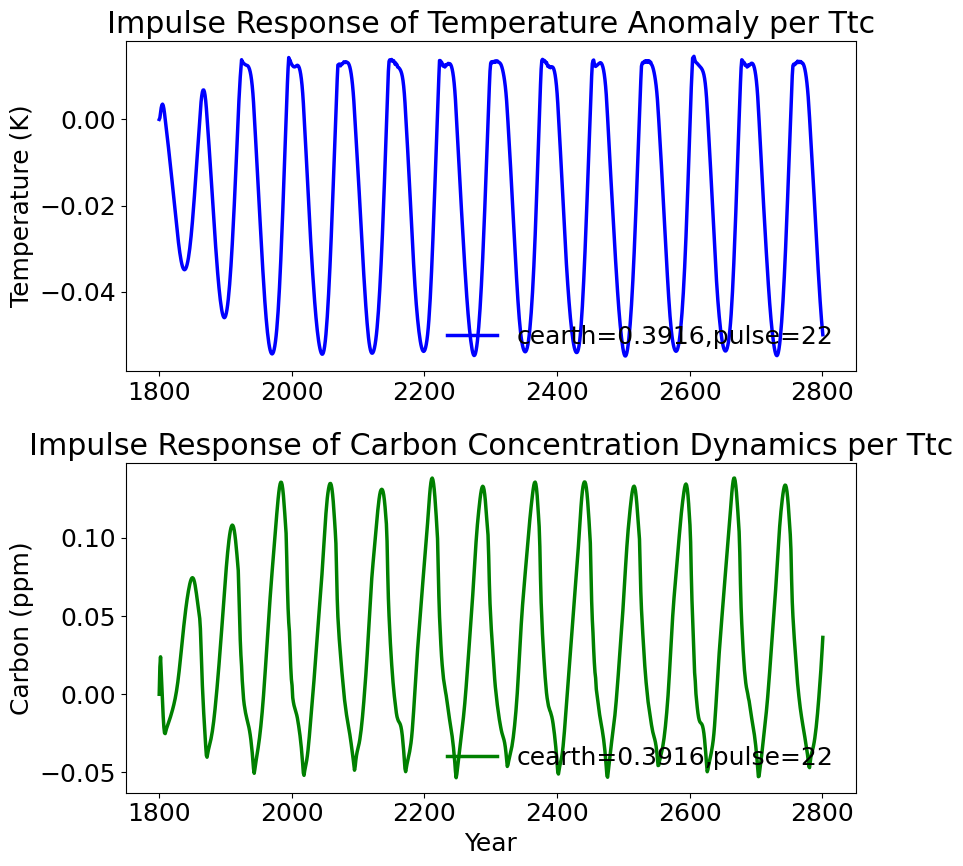 Impulse Response of Temperature Anomaly per Ttc
Temperature (K)
0.00
−0.02
−0.04
cearth=0.3916,pulse=22
1800 2000 2200 2400 2600 2800
Impulse Response of Carbon Concentration Dynamics per Ttc
Carbon (ppm)
0.10
0.05
0.00
−0.05
cearth=0.3916,pulse=22
1800 2000 2200 2400 2600 2800
Year